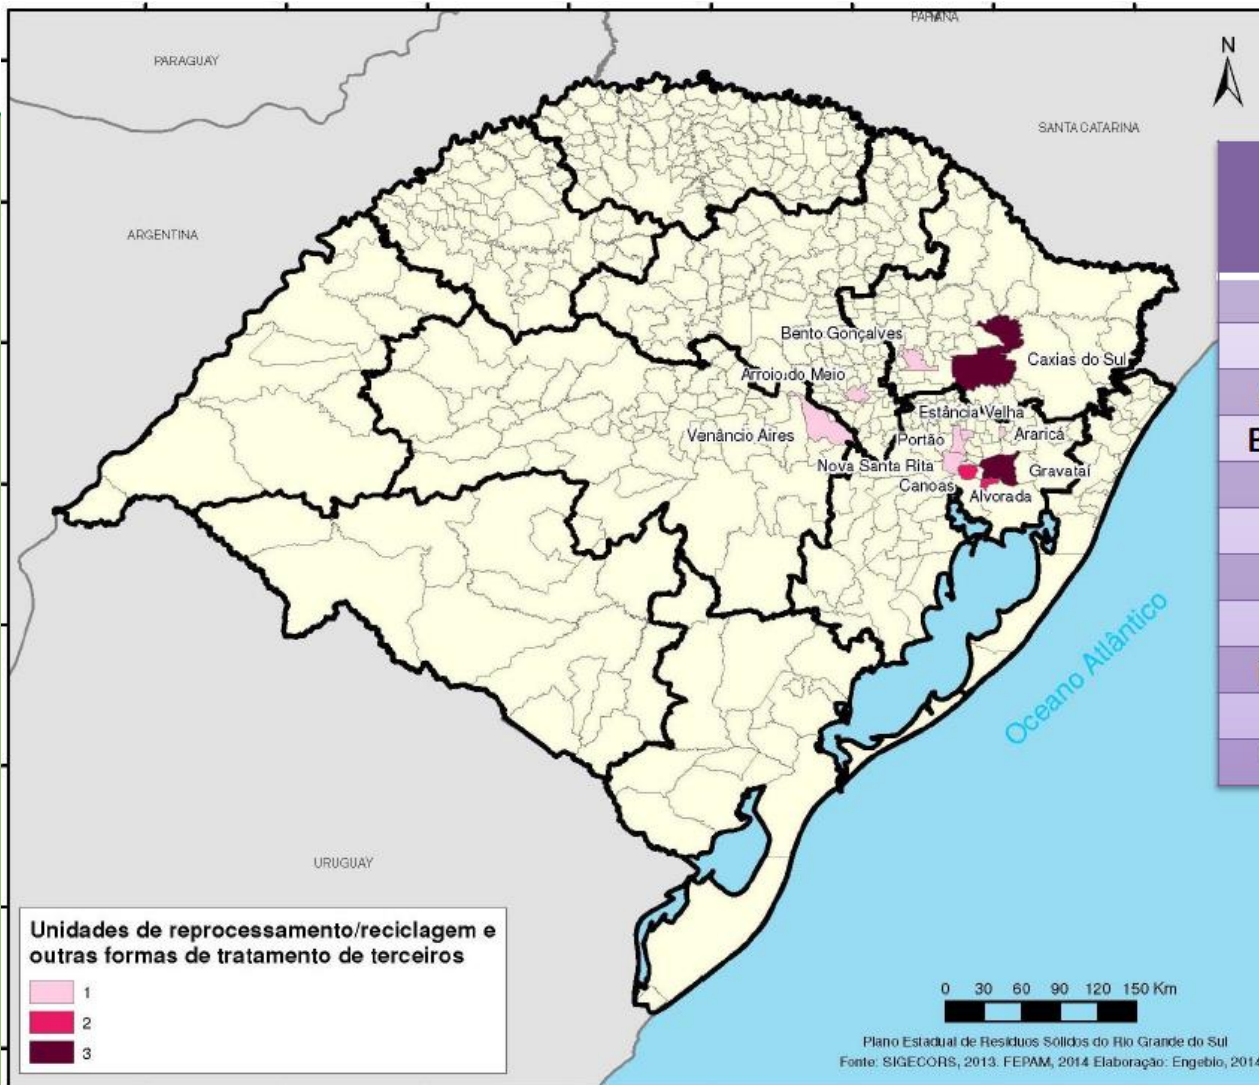 PARAGUAY
N
SANTA CATARINA
ARGENTINA
Bento Gonçalves
Caxias do Sul
Arroio do Meio
Estância Velha
Venâncio Aires
Portão
Araricá
E
Nova Santa Rita
Gravataí
Canoas
Alvorada
Oceano Atlântico
URUGUAY
Unidades de reprocessamento/reciclagem e
outras formas de tratamento de terceiros
1
2
3
0 30 60 90 120 150 Km
Plano Estadual de Resíduos Sólidos do Rio Grande do Sul
Fonte: SIGECORS, 2013. FEPAM, 2014 Elaboração: Engebio, 2014